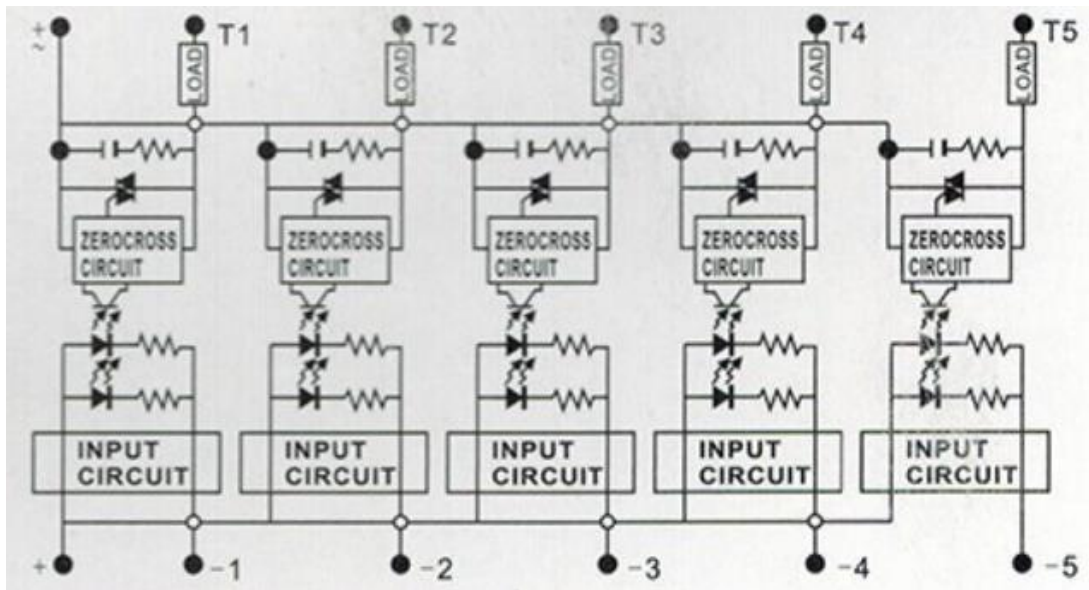 +
~
T1
T2
T3
T4
T5
LOAD
LOAD
LOAD
LOAD
LOAD
ZEROCROSS
CIRCUIT
ZEROCROSS
CIRCUIT
ZEROCROSS
CIRCUIT
ZEROCROSS
CIRCUIT
ZEROCROSS
CIRCUIT
INPUT
CIRCUIT
INPUT
CIRCUIT
INPUT
CIRCUIT
INPUT
CIRCUIT
INPUT
CIRCUIT
+
-1
-2
-3
-4
-5